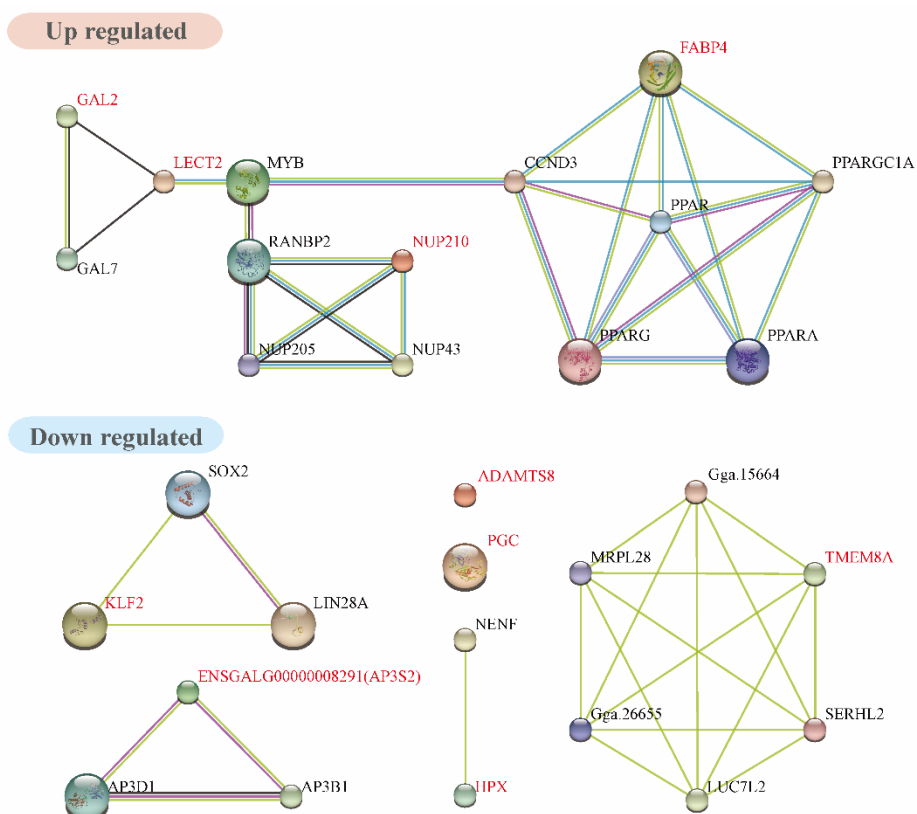 Up regulated
FABP4
GAL2
LECT2
MYB
CCND3
PPARGC1A
PPAR
RANBP2
NUP210
GAL7
NUP205
NUP43
PPARG
PPARA
Down regulated
SOX2
ADAMTS8
Gga.15664
PGC
MRPL28
TMEM8A
KLF2
LIN28A
NENF
ENSGALG00000008291(AP3S2)
Gga.26655
SERHL2
AP3D1
AP3B1
HPX
LUC7L2